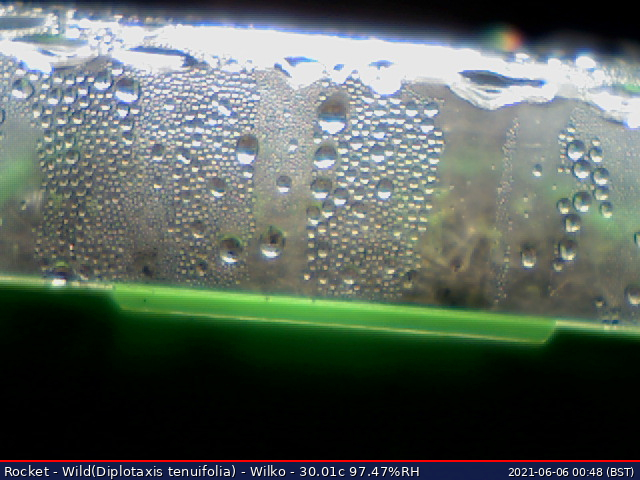 Rocket - Wild(Diplotaxis tenuifolia) - Wilko - 30.01c 97.47%RH
2021-06-06 00:48 (BST)